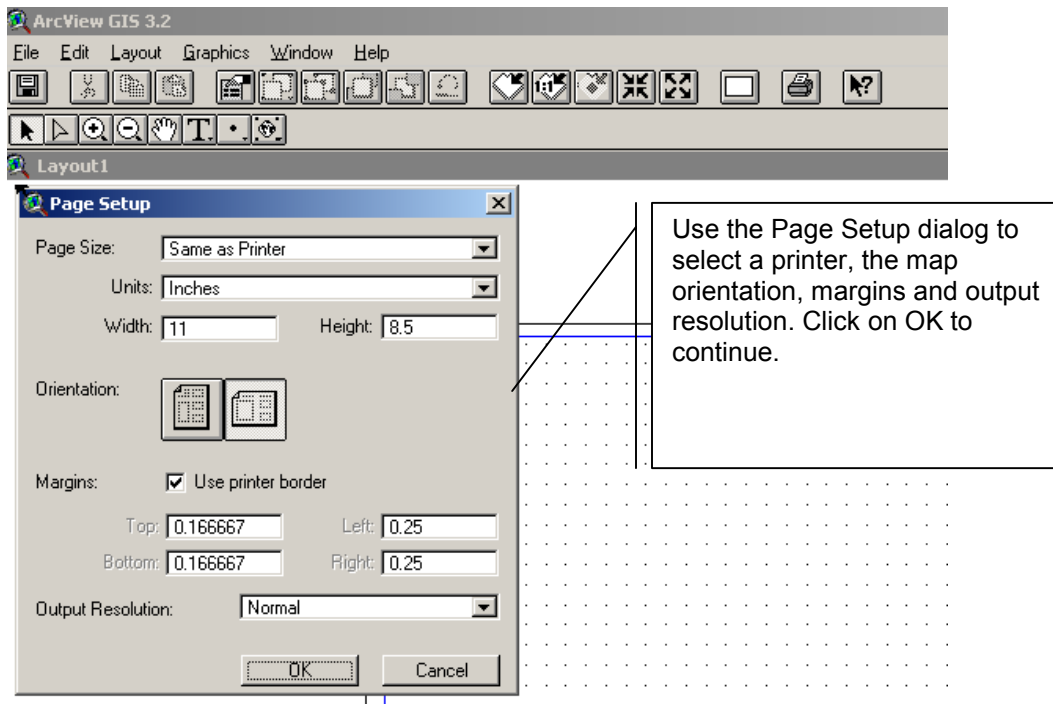 ArcView GIS 3.2
File Edit Layout Graphics Window Help
1:1
T
Layout1
Page Setup
Page Size: Same as Printer
Units: Inches
Width: 11 Height: 8.5
Orientation:
Margins: Use printer border
Top: 0.166667 Left: 0.25
Bottom: 0.166667 Right: 0.25
Output Resolution: Normal
OK Cancel
Use the Page Setup dialog to
select a printer, the map
orientation, margins and output
resolution. Click on OK to
continue.